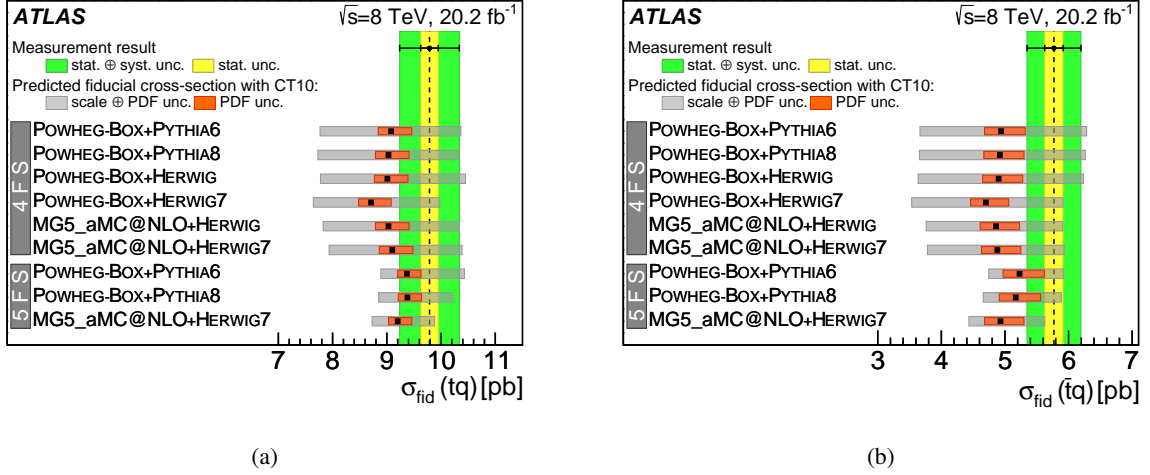 ATLAS √s=8 TeV, 20.2 fb⁻¹
Measurement result
stat. ⊕ syst. unc. stat. unc.
Predicted fiducial cross-section with CT10:
scale ⊕ PDF unc. PDF unc.
4FS
POWHEG-BOX+PYTHIA6
POWHEG-BOX+PYTHIA8
POWHEG-BOX+HERWIG
POWHEG-BOX+HERWIG7
MG5_aMC@NLO+HERWIG
MG5_aMC@NLO+HERWIG7
5FS
POWHEG-BOX+PYTHIA6
POWHEG-BOX+PYTHIA8
MG5_aMC@NLO+HERWIG7
7 8 9 10 11
σfid (tq) [pb]
(a)
ATLAS √s=8 TeV, 20.2 fb⁻¹
Measurement result
stat. ⊕ syst. unc. stat. unc.
Predicted fiducial cross-section with CT10:
scale ⊕ PDF unc. PDF unc.
4FS
POWHEG-BOX+PYTHIA6
POWHEG-BOX+PYTHIA8
POWHEG-BOX+HERWIG
POWHEG-BOX+HERWIG7
MG5_aMC@NLO+HERWIG
MG5_aMC@NLO+HERWIG7
5FS
POWHEG-BOX+PYTHIA6
POWHEG-BOX+PYTHIA8
MG5_aMC@NLO+HERWIG7
3 4 5 6 7
σfid (t̄q) [pb]
(b)